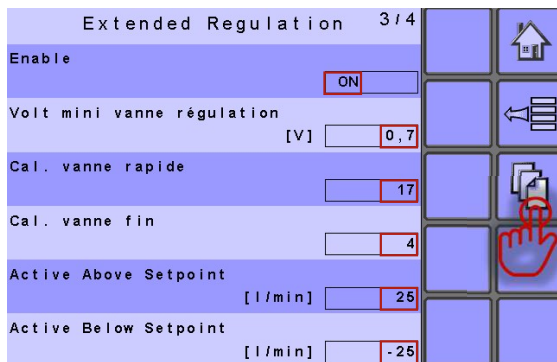 Extended Regulation 3/4
Enable
ON
Volt mini vanne régulation
[V] 0,7
Cal. vanne rapide
17
Cal. vanne fin
4
Active Above Setpoint
[l/min] 25
Active Below Setpoint
[l/min] -25